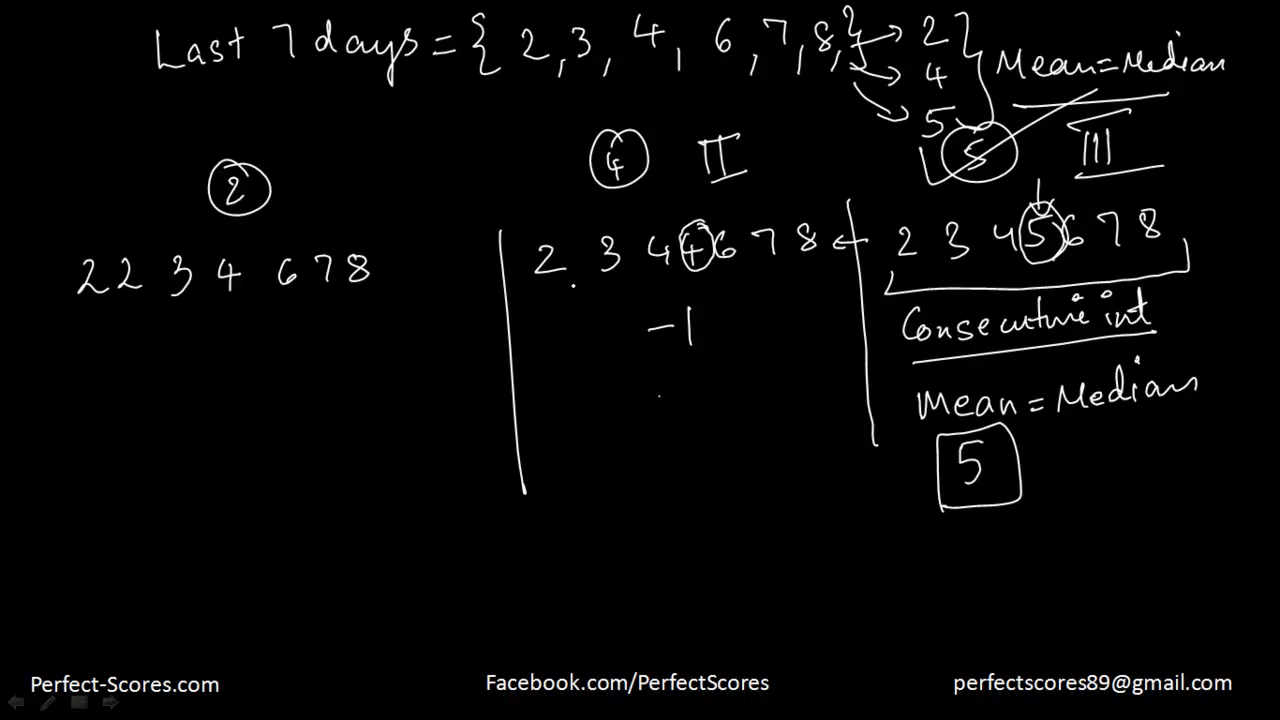 Last 7 days = { 2, 3, 4, 6, 7, 8, } → 2 } Mean = Median
→ 4
→ 5
2
4 II
5 III
2 2 3 4 6 7 8
2 3 4 4 6 7 8 ←
2 3 4 5 6 7 8
-1
Consecutive int
Mean = Median
5
Perfect-Scores.com
Facebook.com/PerfectScores
perfectscores89@gmail.com